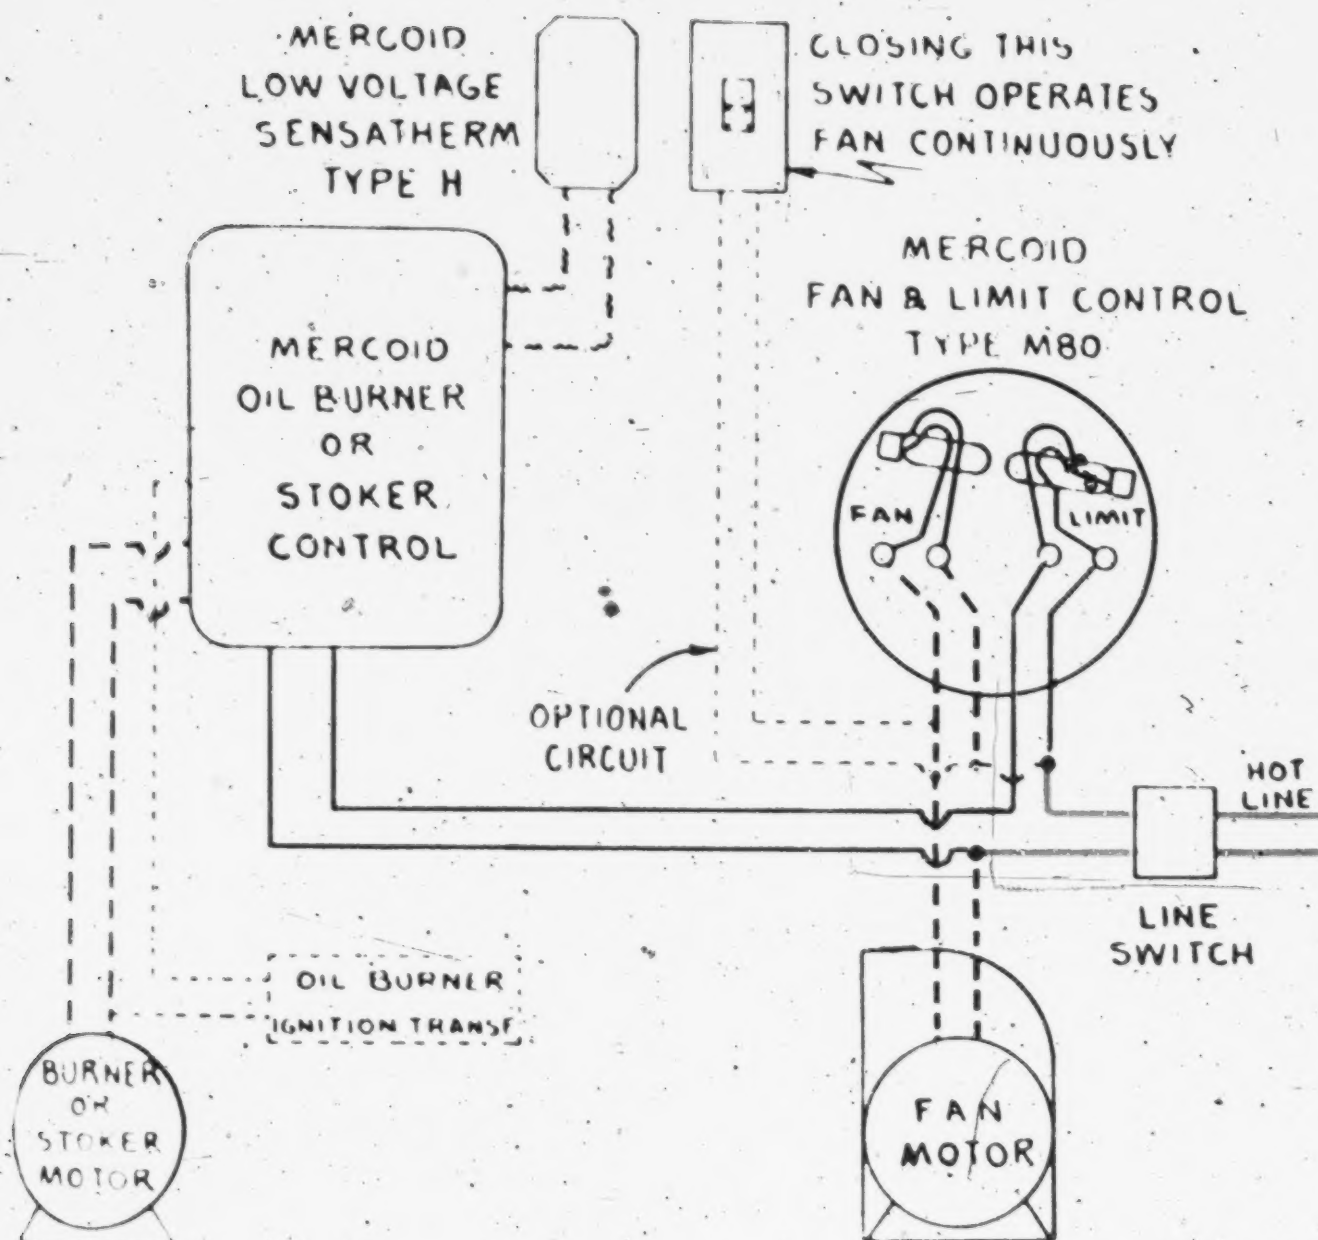 MERCOID
LOW VOLTAGE
SENSATHERM
TYPE H
CLOSING THIS
SWITCH OPERATES
FAN CONTINUOUSLY
MERCOID
FAN & LIMIT CONTROL
TYPE M80
MERCOID
OIL BURNER
OR
STOKER
CONTROL
FAN
LIMIT
OPTIONAL
CIRCUIT
HOT
LINE
LINE
SWITCH
OIL BURNER
IGNITION TRANSF
BURNER
OR
STOKER
MOTOR
FAN
MOTOR